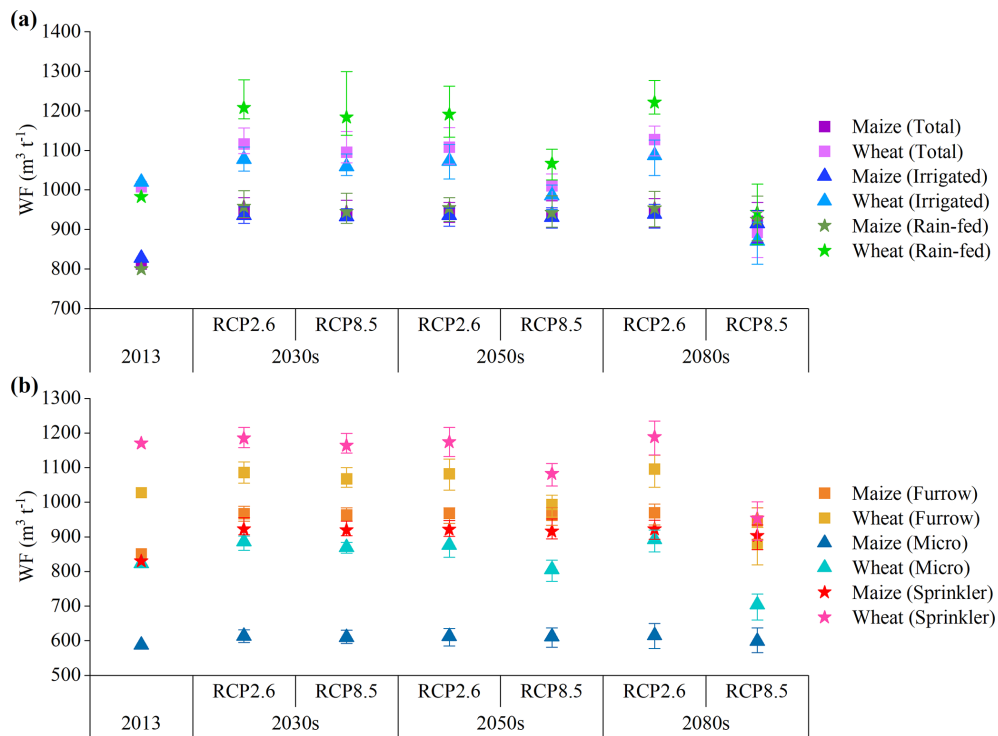 (a)
1400
1300
1200
1100
1000
900
800
700
WF (m³ t⁻¹)
RCP2.6 RCP8.5 RCP2.6 RCP8.5 RCP2.6 RCP8.5
2013 2030s 2050s 2080s
Maize (Total)
Wheat (Total)
Maize (Irrigated)
Wheat (Irrigated)
Maize (Rain-fed)
Wheat (Rain-fed)
(b)
1300
1200
1100
1000
900
800
700
600
500
WF (m³ t⁻¹)
RCP2.6 RCP8.5 RCP2.6 RCP8.5 RCP2.6 RCP8.5
2013 2030s 2050s 2080s
Maize (Furrow)
Wheat (Furrow)
Maize (Micro)
Wheat (Micro)
Maize (Sprinkler)
Wheat (Sprinkler)